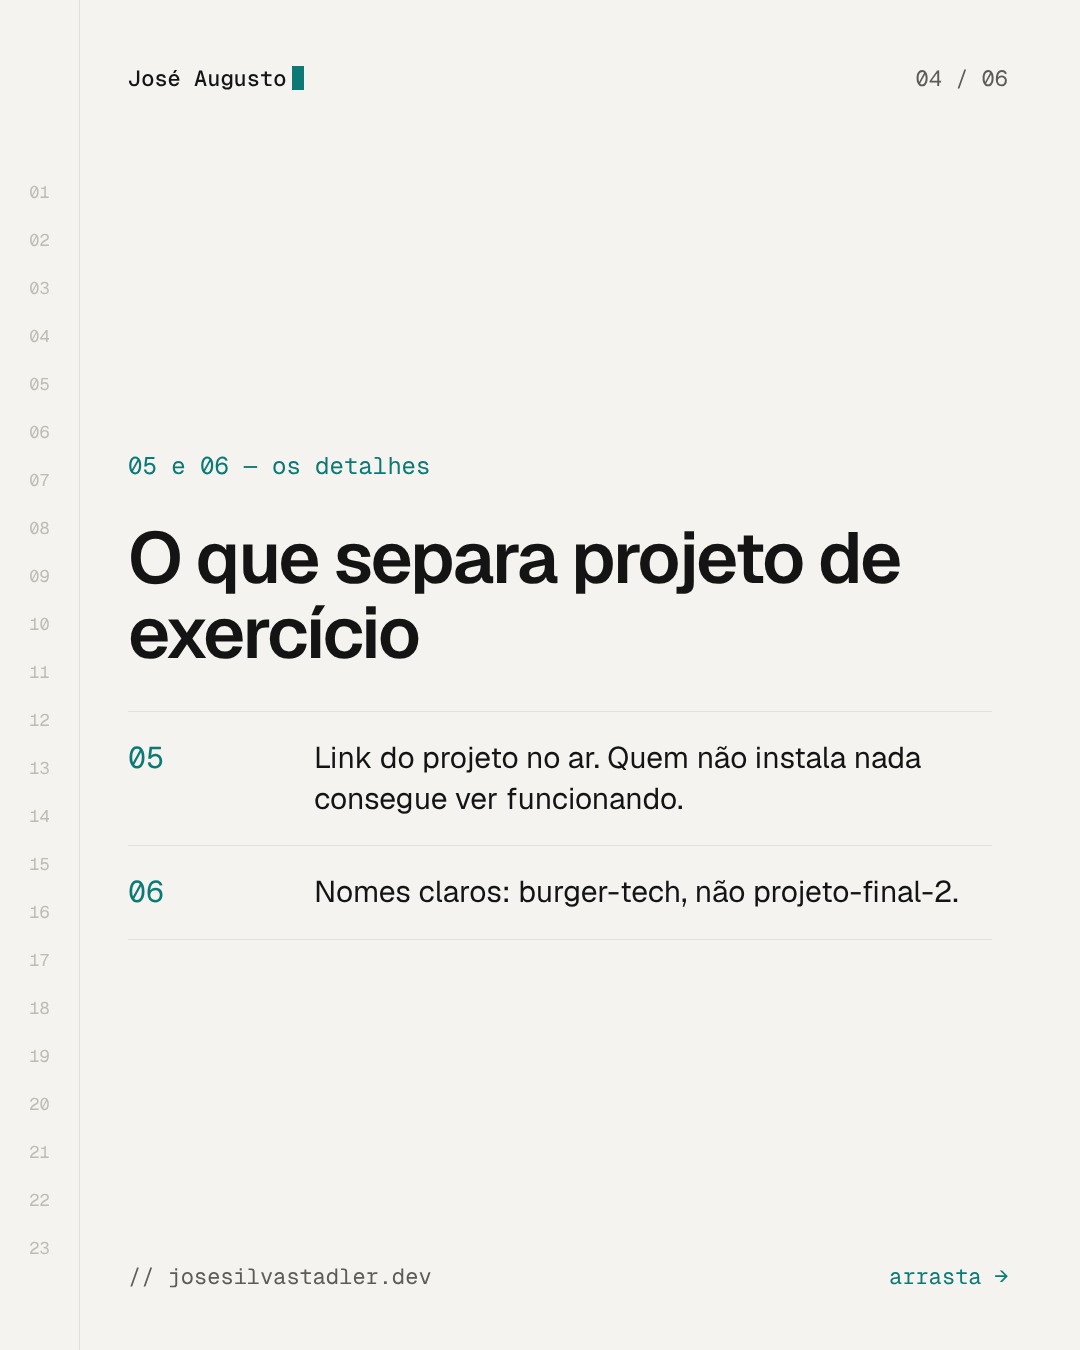 José Augusto
04 / 06
01
02
03
04
05
06
07
08
09
10
11
12
13
14
15
16
17
18
19
20
21
22
23
05 e 06 — os detalhes
O que separa projeto de
exercício
05
Link do projeto no ar. Quem não instala nada
consegue ver funcionando.
06
Nomes claros: burger-tech, não projeto-final-2.
// josesilvastadler.dev
arrasta →